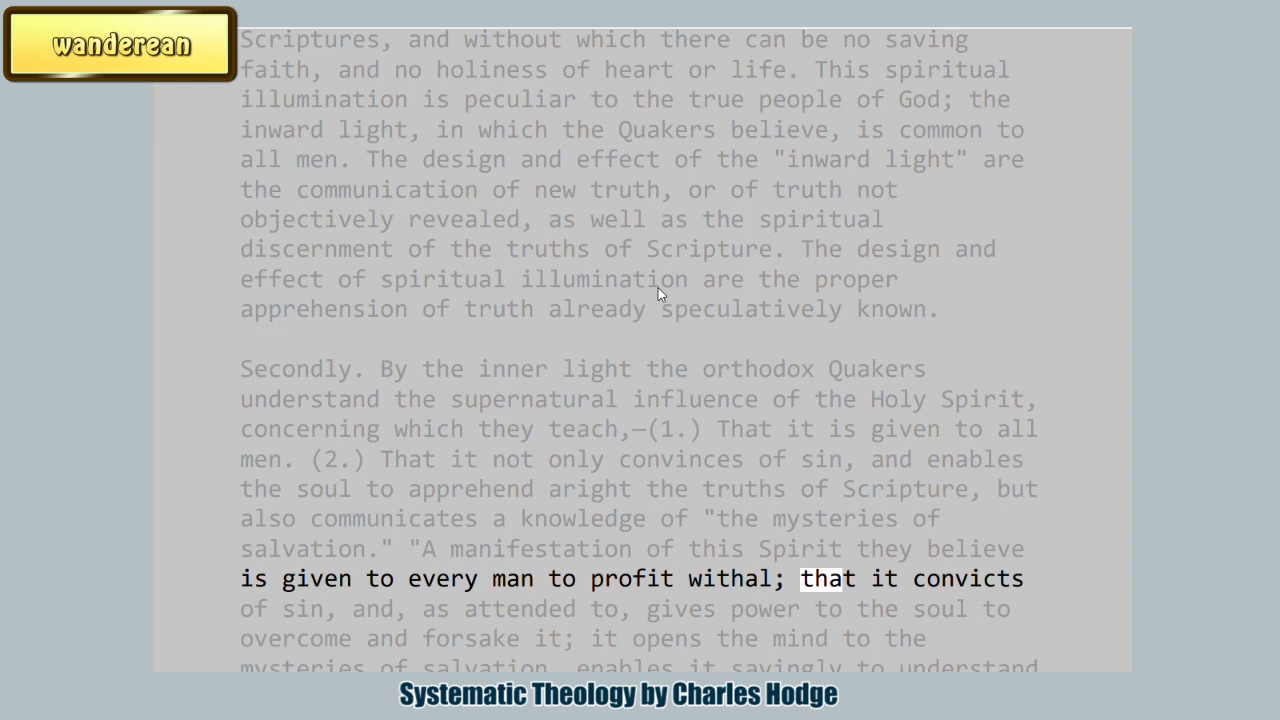 wanderean
Scriptures, and without which there can be no saving
faith, and no holiness of heart or life. This spiritual
illumination is peculiar to the true people of God; the
inward light, in which the Quakers believe, is common to
all men. The design and effect of the "inward light" are
the communication of new truth, or of truth not
objectively revealed, as well as the spiritual
discernment of the truths of Scripture. The design and
effect of spiritual illumination are the proper
apprehension of truth already speculatively known.
Secondly. By the inner light the orthodox Quakers
understand the supernatural influence of the Holy Spirit,
concerning which they teach,—(1.) That it is given to all
men. (2.) That it not only convinces of sin, and enables
the soul to apprehend aright the truths of Scripture, but
also communicates a knowledge of "the mysteries of
salvation." "A manifestation of this Spirit they believe
is given to every man to profit withal; that it convicts
of sin, and, as attended to, gives power to the soul to
overcome and forsake it; it opens the mind to the
mysteries of salvation, enables it savingly to understand
Systematic Theology by Charles Hodge